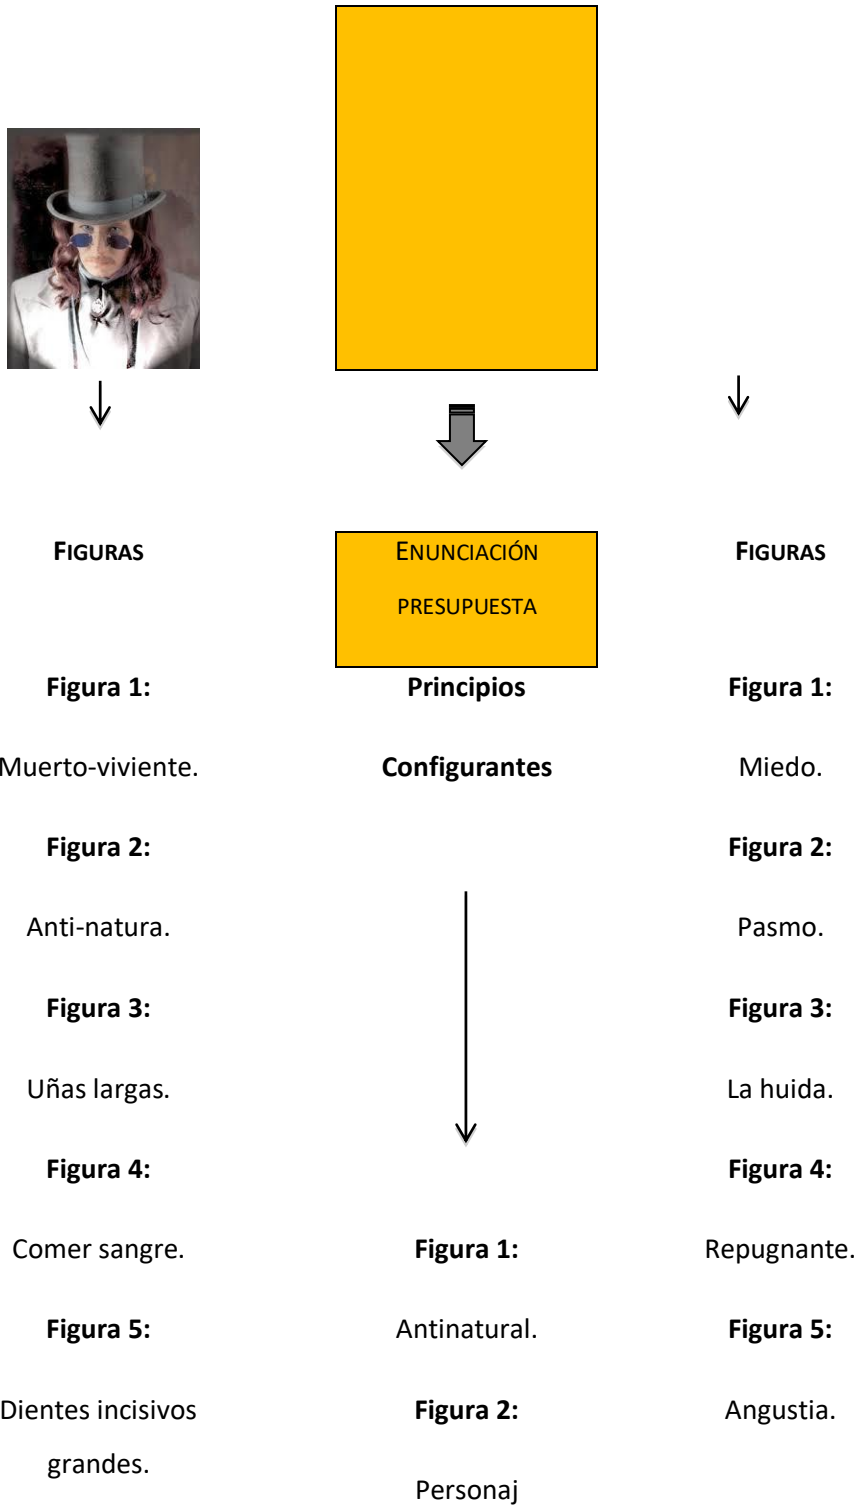 FIGURAS
Figura 1:
Muerto-viviente.
Figura 2:
Anti-natura.
Figura 3:
Uñas largas.
Figura 4:
Comer sangre.
Figura 5:
Dientes incisivos
grandes.
ENUNCIACIÓN
PRESUPUESTA
Principios
Configurantes
Figura 1:
Antinatural.
Figura 2:
Personaj
FIGURAS
Figura 1:
Miedo.
Figura 2:
Pasmo.
Figura 3:
La huida.
Figura 4:
Repugnante.
Figura 5:
Angustia.